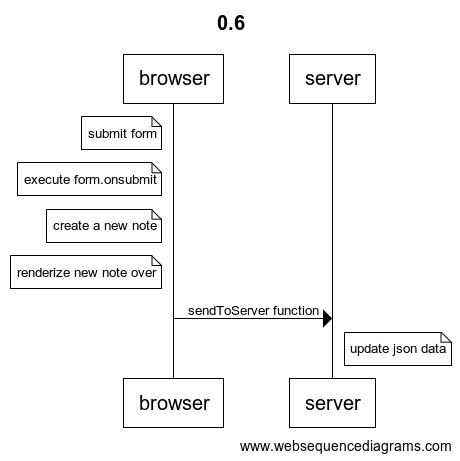 0.6
browser
server
submit form
execute form.onsubmit
create a new note
renderize new note over
sendToServer function
update json data
browser
server
www.websequencediagrams.com